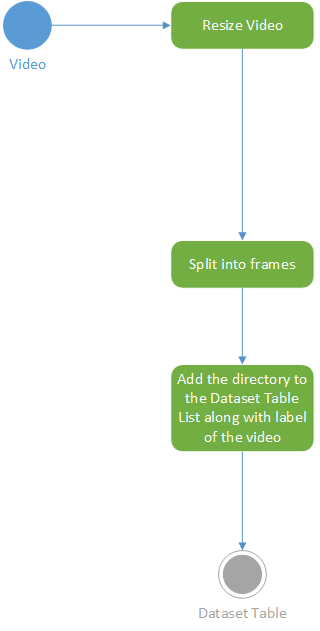 Resize Video
Video
Split into frames
Add the directory to
the Dataset Table
List along with label
of the video
Dataset Table